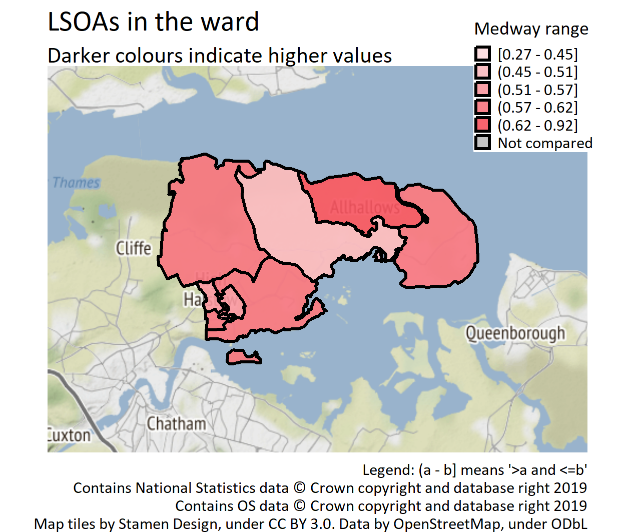 LSOAs in the ward
Darker colours indicate higher values
Medway range
[0.27 - 0.45]
(0.45 - 0.51]
(0.51 - 0.57]
(0.57 - 0.62]
(0.62 - 0.92]
Not compared
Thames
Allhallows
Cliffe
Queenborough
Chatham
Legend: (a - b] means '>a and <=b'
Contains National Statistics data © Crown copyright and database right 2019
Contains OS data © Crown copyright and database right 2019
Map tiles by Stamen Design, under CC BY 3.0. Data by OpenStreetMap, under ODbL